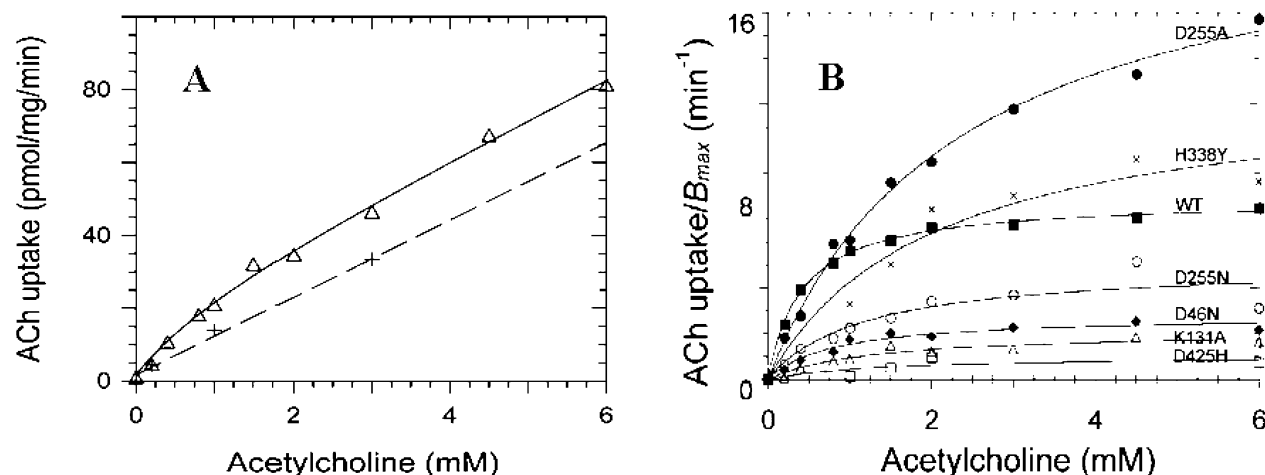 A
ACh uptake (pmol/mg/min)
80
40
0
0
2
4
6
Acetylcholine (mM)
B
ACh uptake/Bmax (min-1)
16
8
0
D255A
H338Y
WT
D255N
D46N
K131A
D425H
0
2
4
6
Acetylcholine (mM)